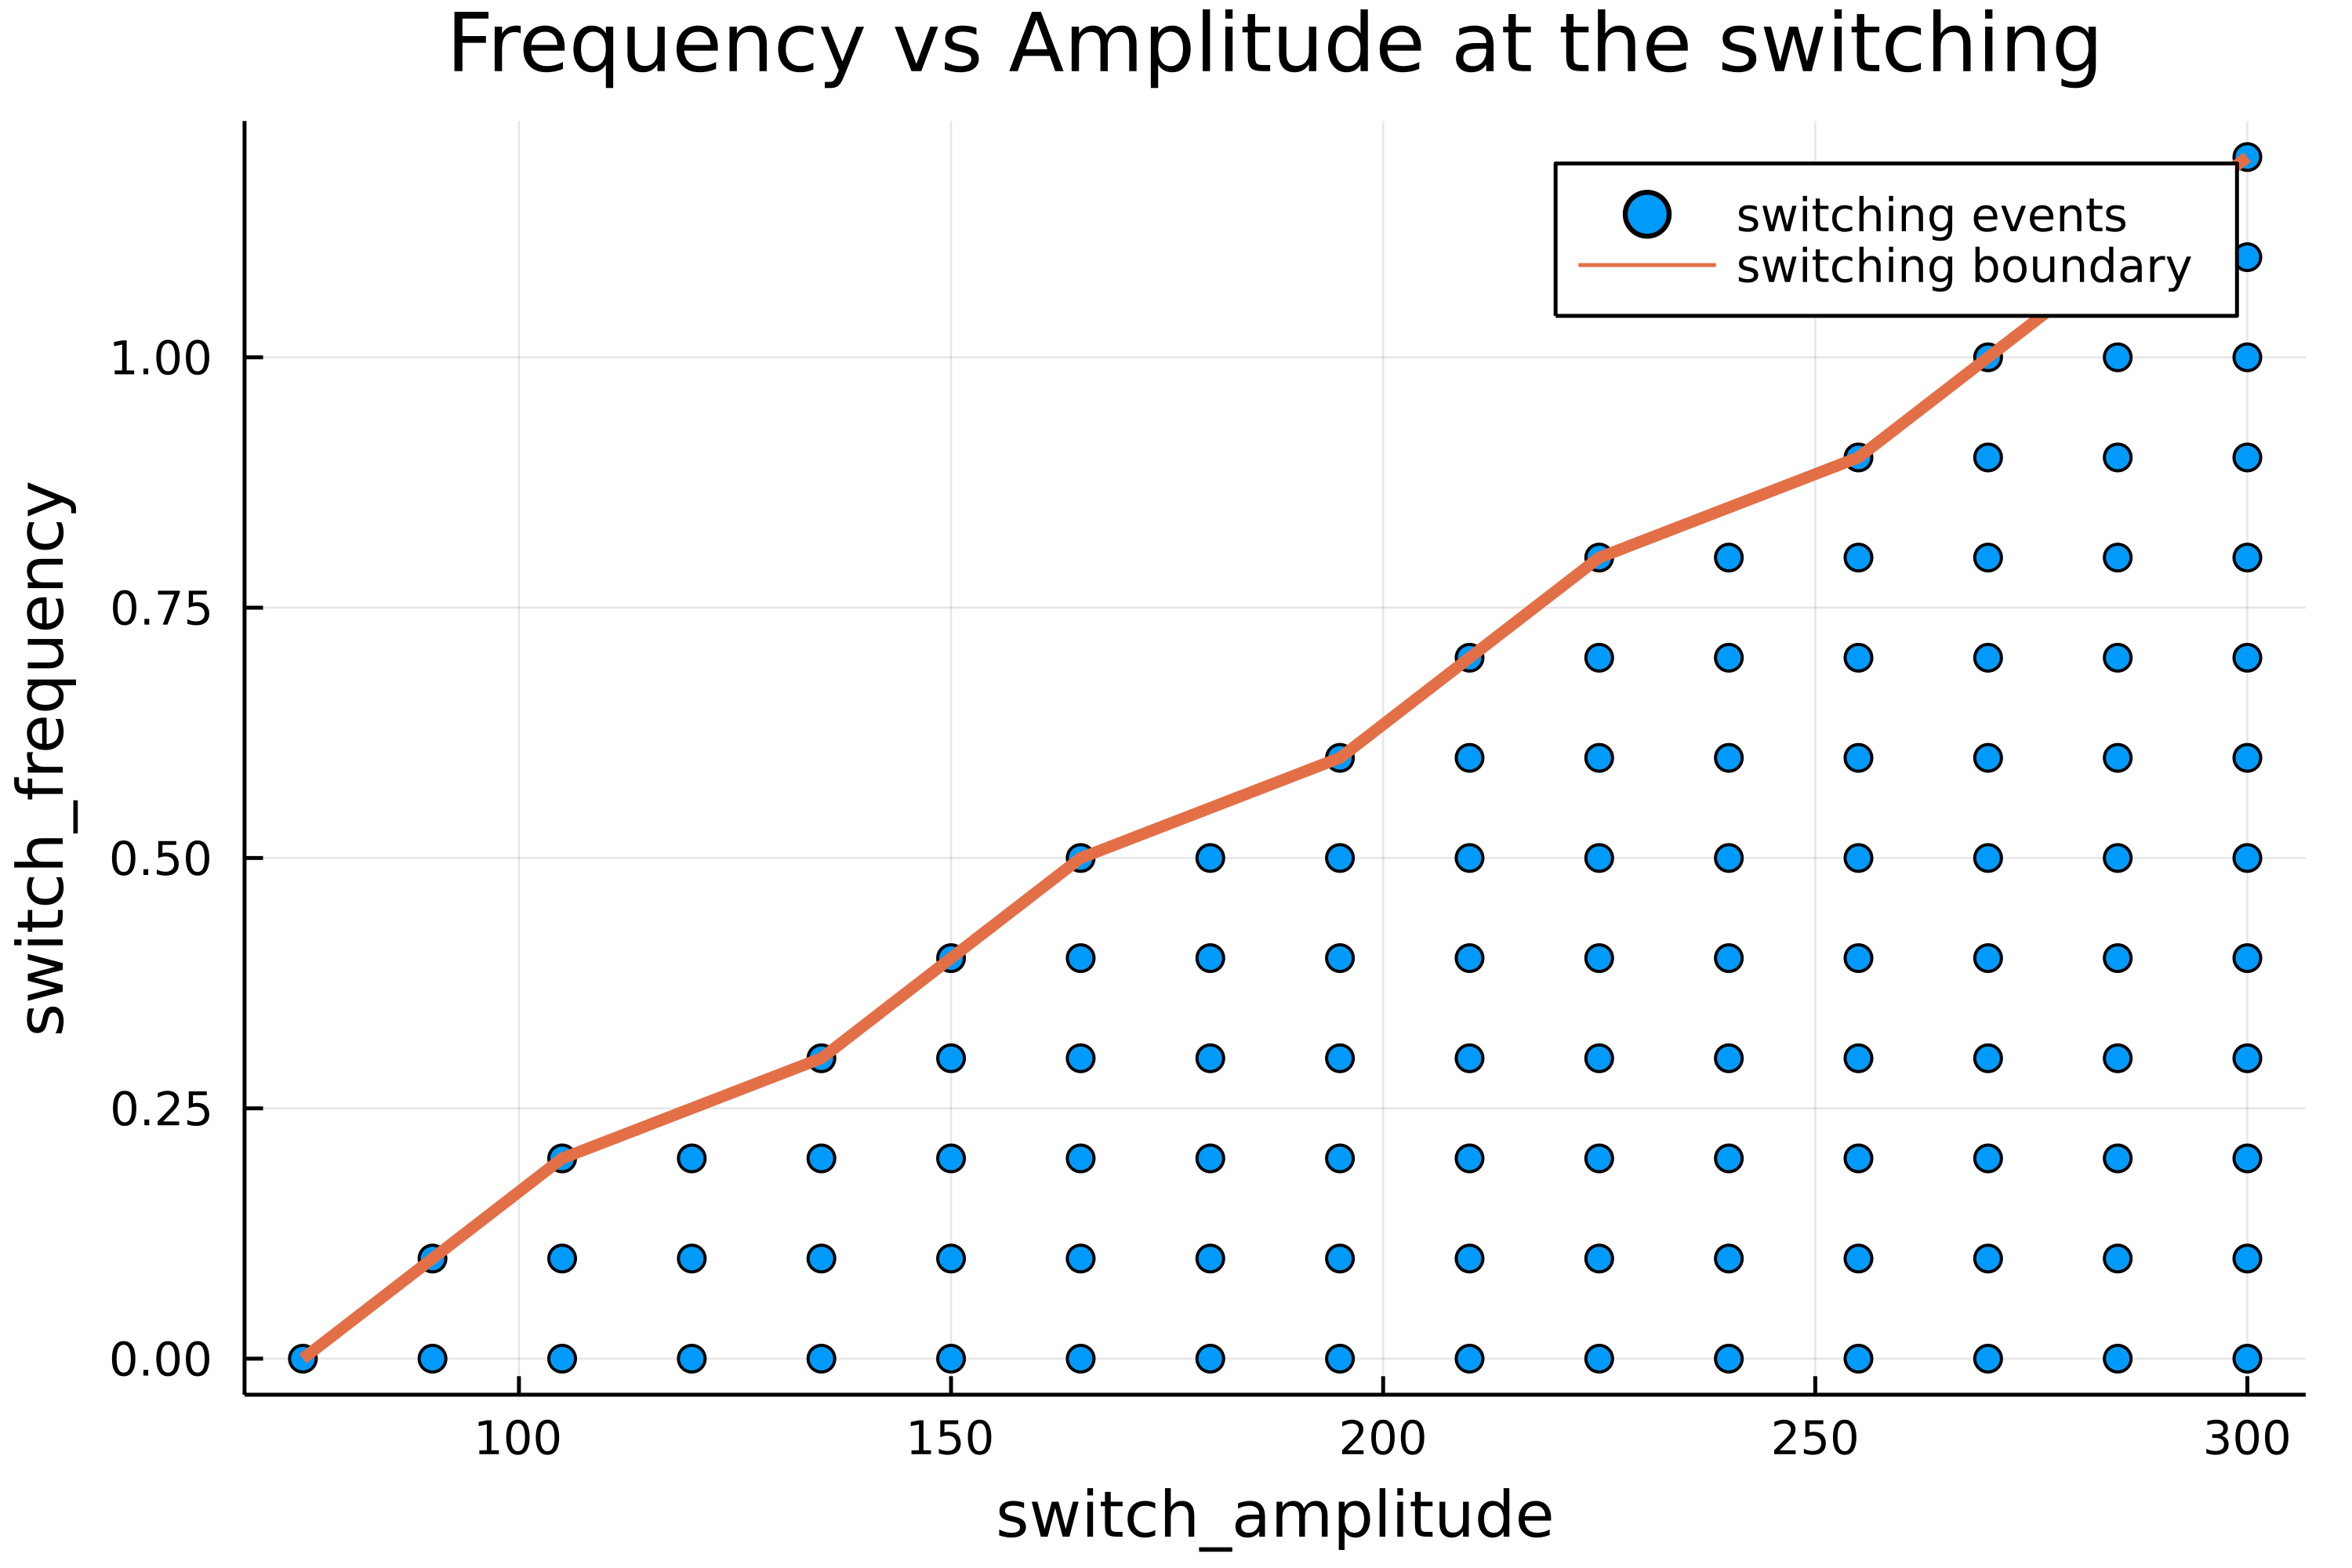 Frequency vs Amplitude at the switching
switching events
switching boundary
switch_frequency
1.00
0.75
0.50
0.25
0.00
100 150 200 250 300
switch_amplitude